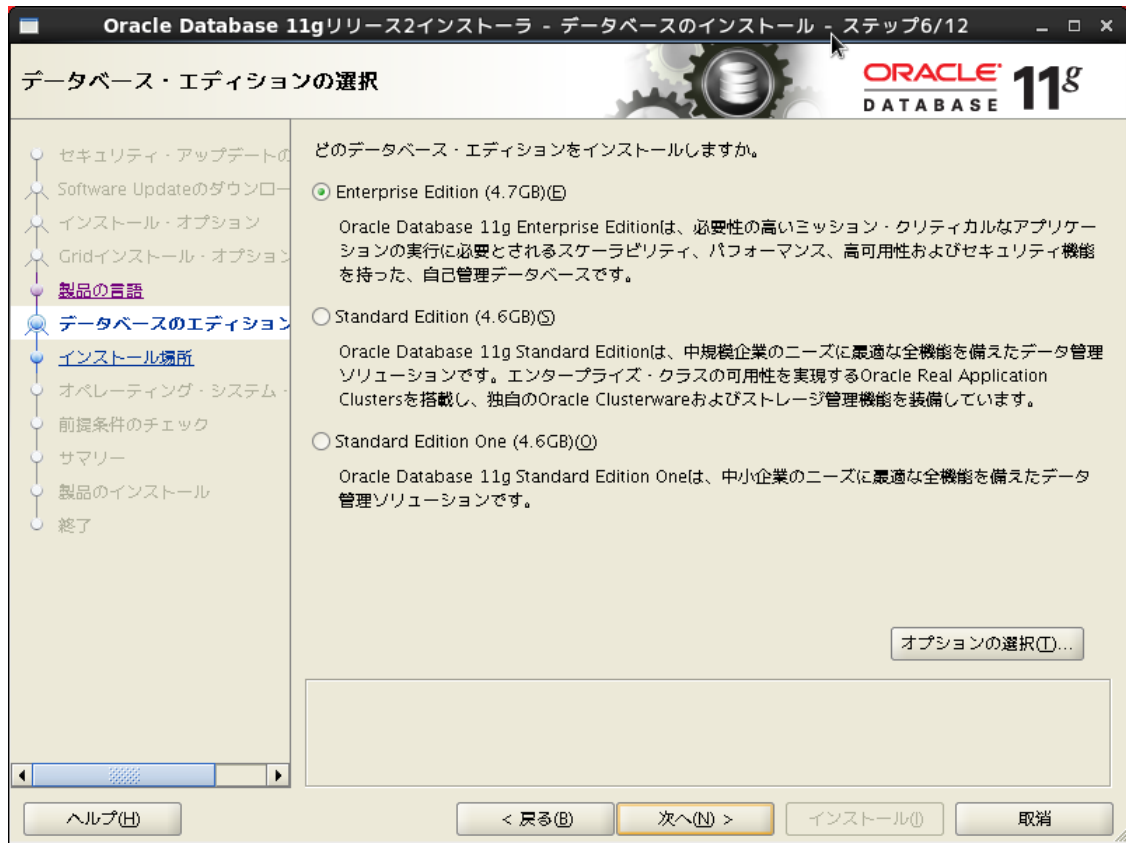 Oracle Database 11gリリース2インストーラ - データベースのインストール - ステップ6/12
データベース・エディションの選択
ORACLE
DATABASE
11g
セキュリティ・アップデートの
Software Updateのダウンロー
インストール・オプション
Gridインストール・オプション
製品の言語
データベースのエディション
インストール場所
オペレーティング・システム・
前提条件のチェック
サマリー
製品のインストール
終了
どのデータベース・エディションをインストールしますか。
Enterprise Edition (4.7GB)(E)
Oracle Database 11g Enterprise Editionは、必要性の高いミッション・クリティカルなアプリケー
ションの実行に必要とされるスケーラビリティ、パフォーマンス、高可用性およびセキュリティ機能
を持った、自己管理データベースです。
Standard Edition (4.6GB)(S)
Oracle Database 11g Standard Editionは、中規模企業のニーズに最適な全機能を備えたデータ管理
ソリューションです。エンタープライズ・クラスの可用性を実現するOracle Real Application
Clustersを搭載し、独自のOracle Clusterwareおよびストレージ管理機能を装備しています。
Standard Edition One (4.6GB)(O)
Oracle Database 11g Standard Edition Oneは、中小企業のニーズに最適な全機能を備えたデータ
管理ソリューションです。
オプションの選択(T)...
ヘルプ(H)
< 戻る(B)
次へ(N) >
インストール(I)
取消